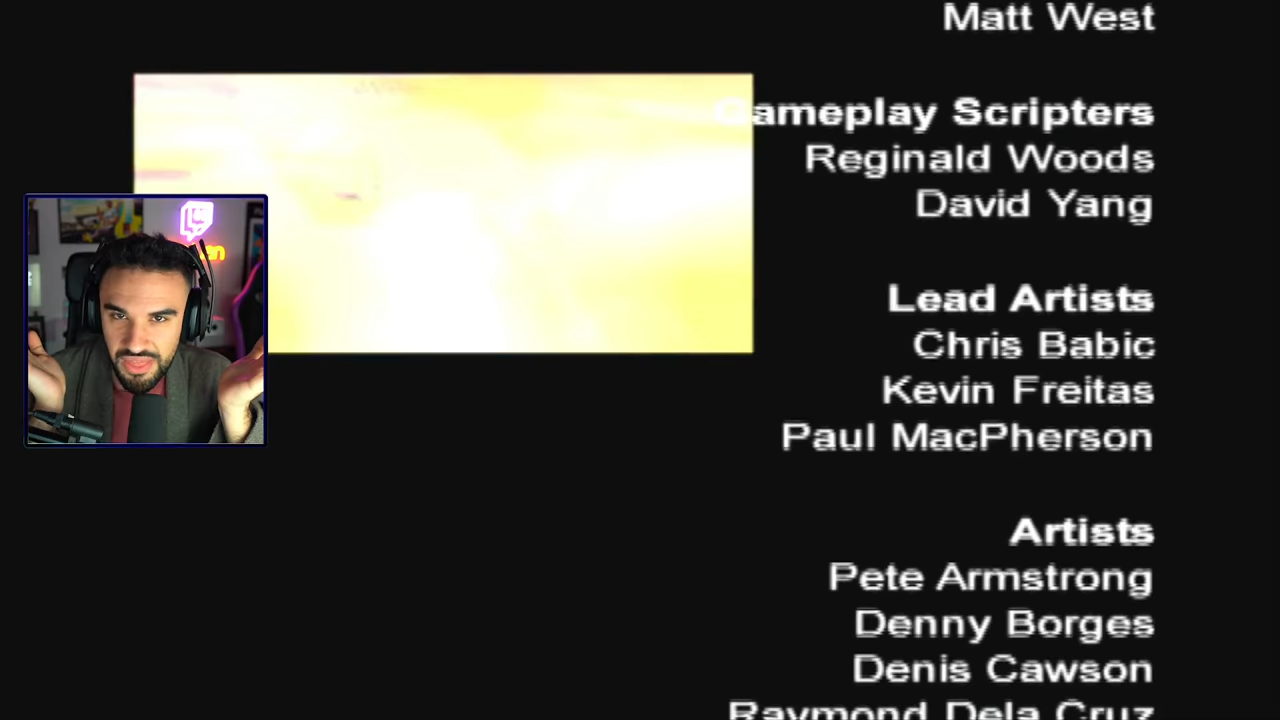 Matt West
Gameplay Scripters
Reginald Woods
David Yang
Lead Artists
Chris Babic
Kevin Freitas
Paul MacPherson
Artists
Pete Armstrong
Denny Borges
Denis Cawson
Raymond Dela Cruz